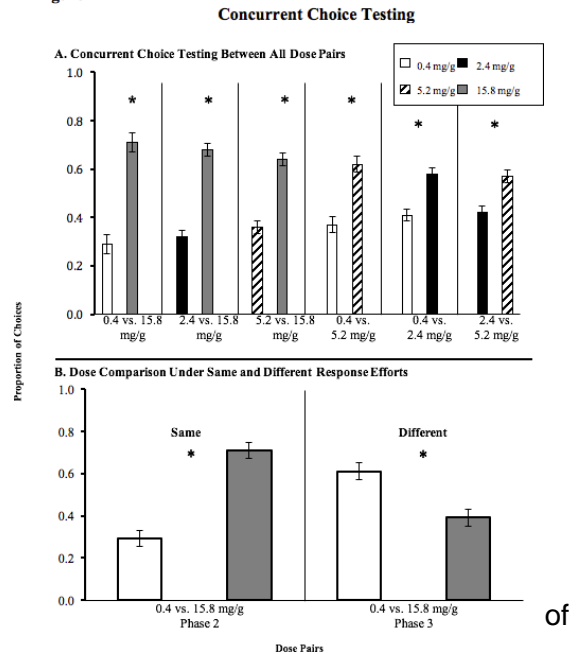 Concurrent Choice Testing
A. Concurrent Choice Testing Between All Dose Pairs
0.4 mg/g 2.4 mg/g
5.2 mg/g 15.8 mg/g
1.0
0.8
0.6
0.4
0.2
0.0
* * * * * *
0.4 vs. 15.8 2.4 vs. 15.8 5.2 vs. 15.8 0.4 vs. 0.4 vs. 2.4 vs.
mg/g mg/g mg/g 5.2 mg/g 2.4 mg/g 5.2 mg/g
Proportion of Choices
B. Dose Comparison Under Same and Different Response Efforts
1.0
0.8
0.6
0.4
0.2
0.0
Same Different
* *
0.4 vs. 15.8 mg/g 0.4 vs. 15.8 mg/g
Phase 2 Phase 3
of
Dose Pairs